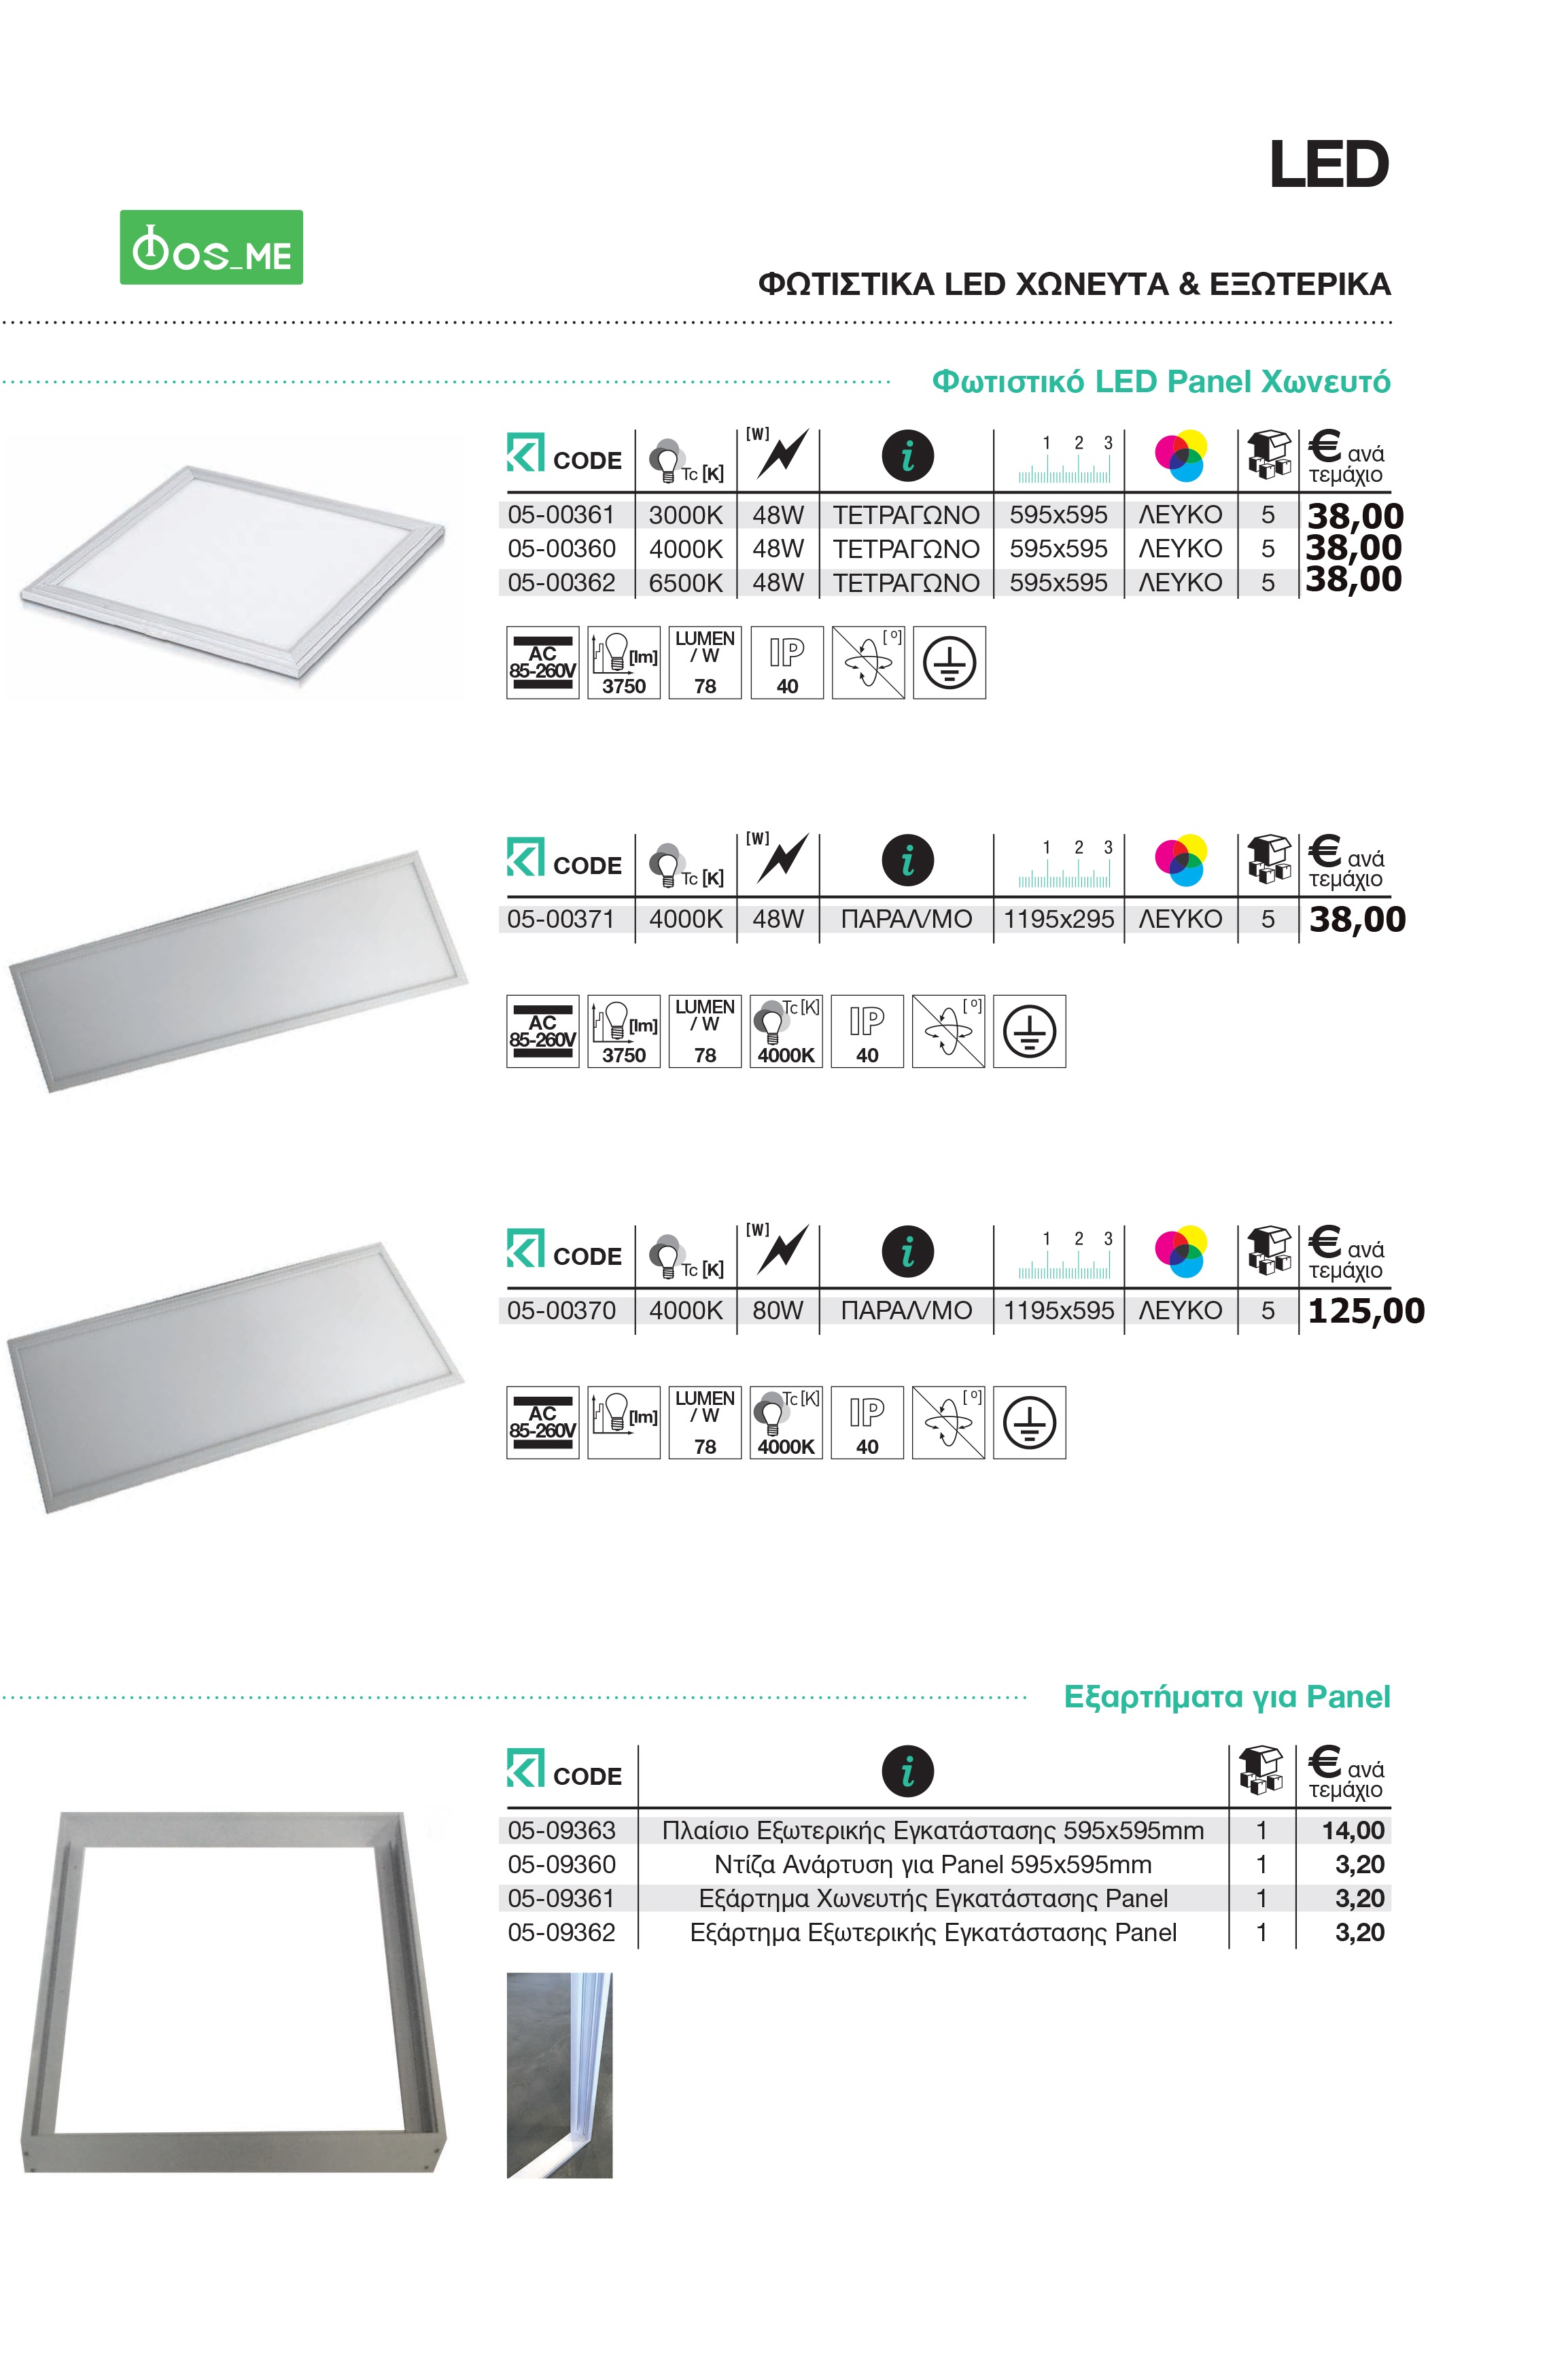 LED
ΦOS_ME
ΦΩΤΙΣΤΙΚΑ LED ΧΩΝΕΥΤΑ & ΕΞΩΤΕΡΙΚΑ
Φωτιστικό LED Panel Χωνευτό
CODE Tc [K] [W] i 1 2 3 € ανά
τεμάχιο
05-00361 3000K 48W ΤΕΤΡΑΓΩΝΟ 595x595 ΛΕΥΚΟ 5 38,00
05-00360 4000K 48W ΤΕΤΡΑΓΩΝΟ 595x595 ΛΕΥΚΟ 5 38,00
05-00362 6500K 48W ΤΕΤΡΑΓΩΝΟ 595x595 ΛΕΥΚΟ 5 38,00
AC
85-260V
[lm]
3750
LUMEN
/ W
78
IP
40
[ º]
CODE Tc [K] [W] i 1 2 3 € ανά
τεμάχιο
05-00371 4000K 48W ΠΑΡΑΛ/ΜΟ 1195x295 ΛΕΥΚΟ 5 38,00
AC
85-260V
[lm]
3750
LUMEN
/ W
78
Tc [K]
4000K
IP
40
[ º]
CODE Tc [K] [W] i 1 2 3 € ανά
τεμάχιο
05-00370 4000K 80W ΠΑΡΑΛ/ΜΟ 1195x595 ΛΕΥΚΟ 5 125,00
AC
85-260V
[lm]
LUMEN
/ W
78
Tc [K]
4000K
IP
40
[ º]
Εξαρτήματα για Panel
CODE i € ανά
τεμάχιο
05-09363 Πλαίσιο Εξωτερικής Εγκατάστασης 595x595mm 1 14,00
05-09360 Ντίζα Ανάρτυση για Panel 595x595mm 1 3,20
05-09361 Εξάρτημα Χωνευτής Εγκατάστασης Panel 1 3,20
05-09362 Εξάρτημα Εξωτερικής Εγκατάστασης Panel 1 3,20